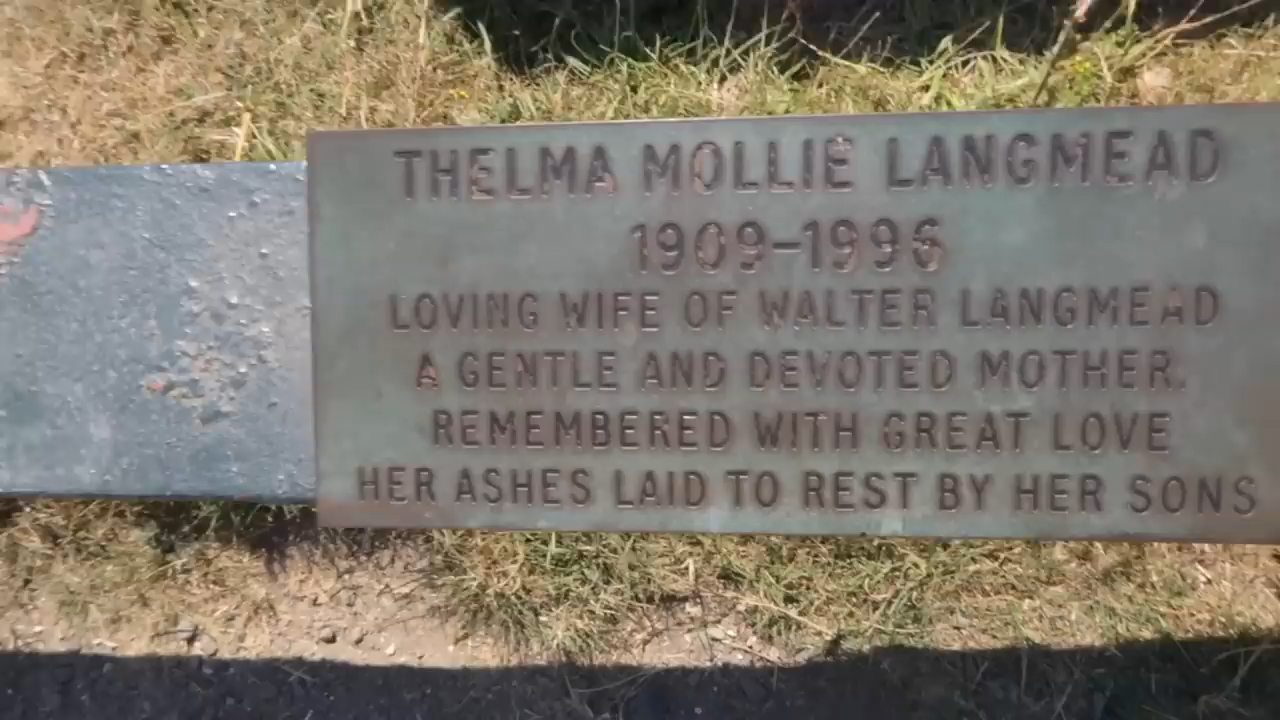 THELMA MOLLIE LANGMEAD
1909-1996
LOVING WIFE OF WALTER LANGMEAD
A GENTLE AND DEVOTED MOTHER.
REMEMBERED WITH GREAT LOVE
HER ASHES LAID TO REST BY HER SONS